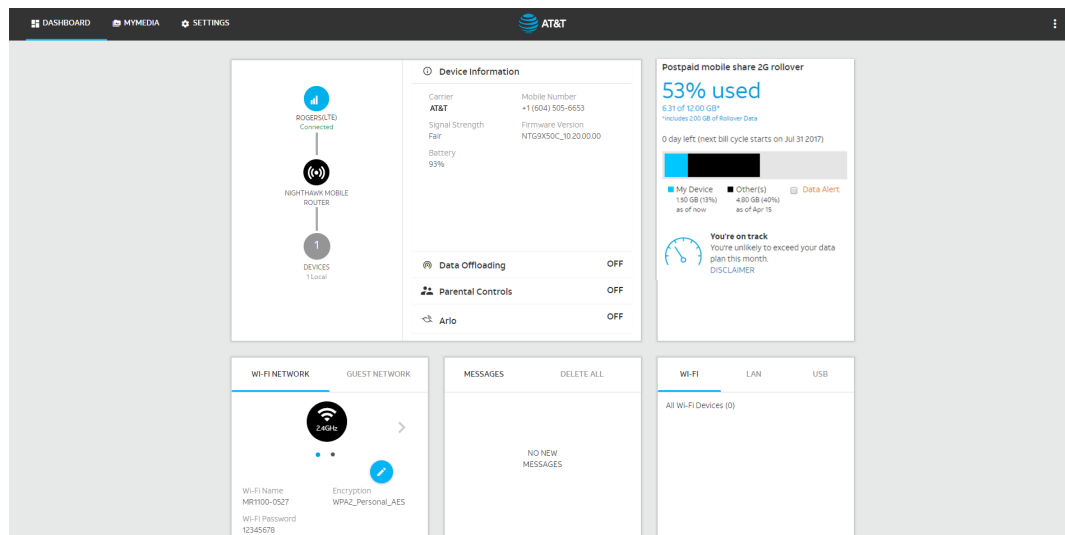 DASHBOARD
MYMEDIA
SETTINGS
AT&T
ROGERS(LTE)
Connected
NIGHTHAWK MOBILE
ROUTER
1
DEVICES
1 Local
Device Information
Carrier
AT&T
Mobile Number
+1 (604) 505-6653
Signal Strength
Fair
Firmware Version
NTG9X50C_10.20.00.00
Battery
93%
Data Offloading OFF
Parental Controls OFF
Arlo OFF
Postpaid mobile share 2G rollover
53% used
6.31 of 12.00 GB*
*includes 2.00 GB of Rollover Data
0 day left (next bill cycle starts on Jul 31 2017)
My Device
1.50 GB (13%)
as of now
Other(s)
4.80 GB (40%)
as of Apr 15
Data Alert
You're on track
You're unlikely to exceed your data
plan this month.
DISCLAIMER
WI-FI NETWORK GUEST NETWORK
2.4GHz
Wi-Fi Name
MR1100-0527
Encryption
WPA2_Personal_AES
Wi-Fi Password
12345678
MESSAGES DELETE ALL
NO NEW
MESSAGES
WI-FI LAN USB
All Wi-Fi Devices (0)